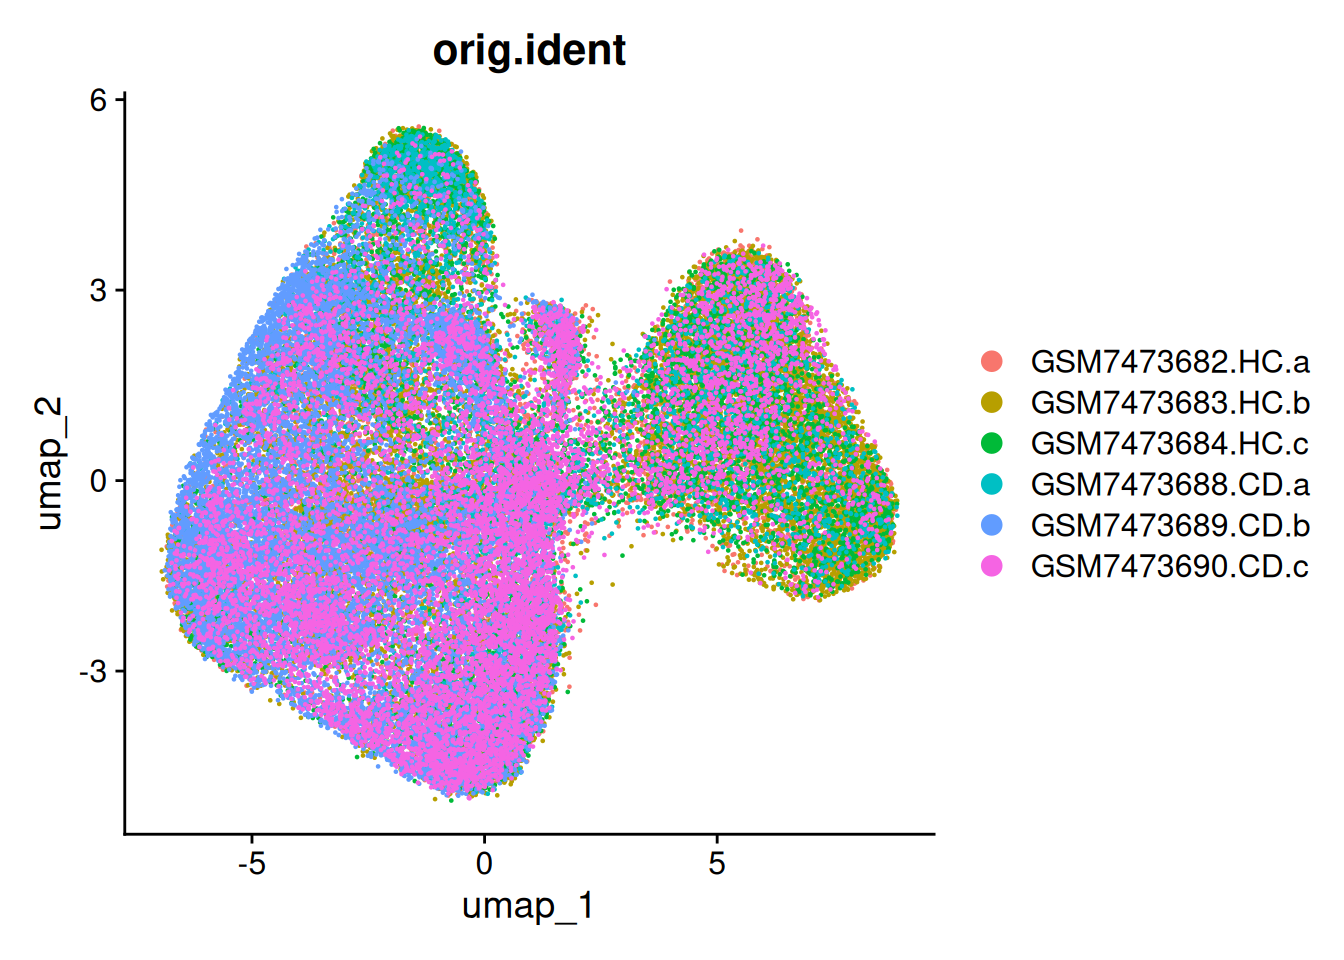 orig.ident
6
3
0
-3
umap_2
-5
0
5
umap_1
GSM7473682.HC.a
GSM7473683.HC.b
GSM7473684.HC.c
GSM7473688.CD.a
GSM7473689.CD.b
GSM7473690.CD.c